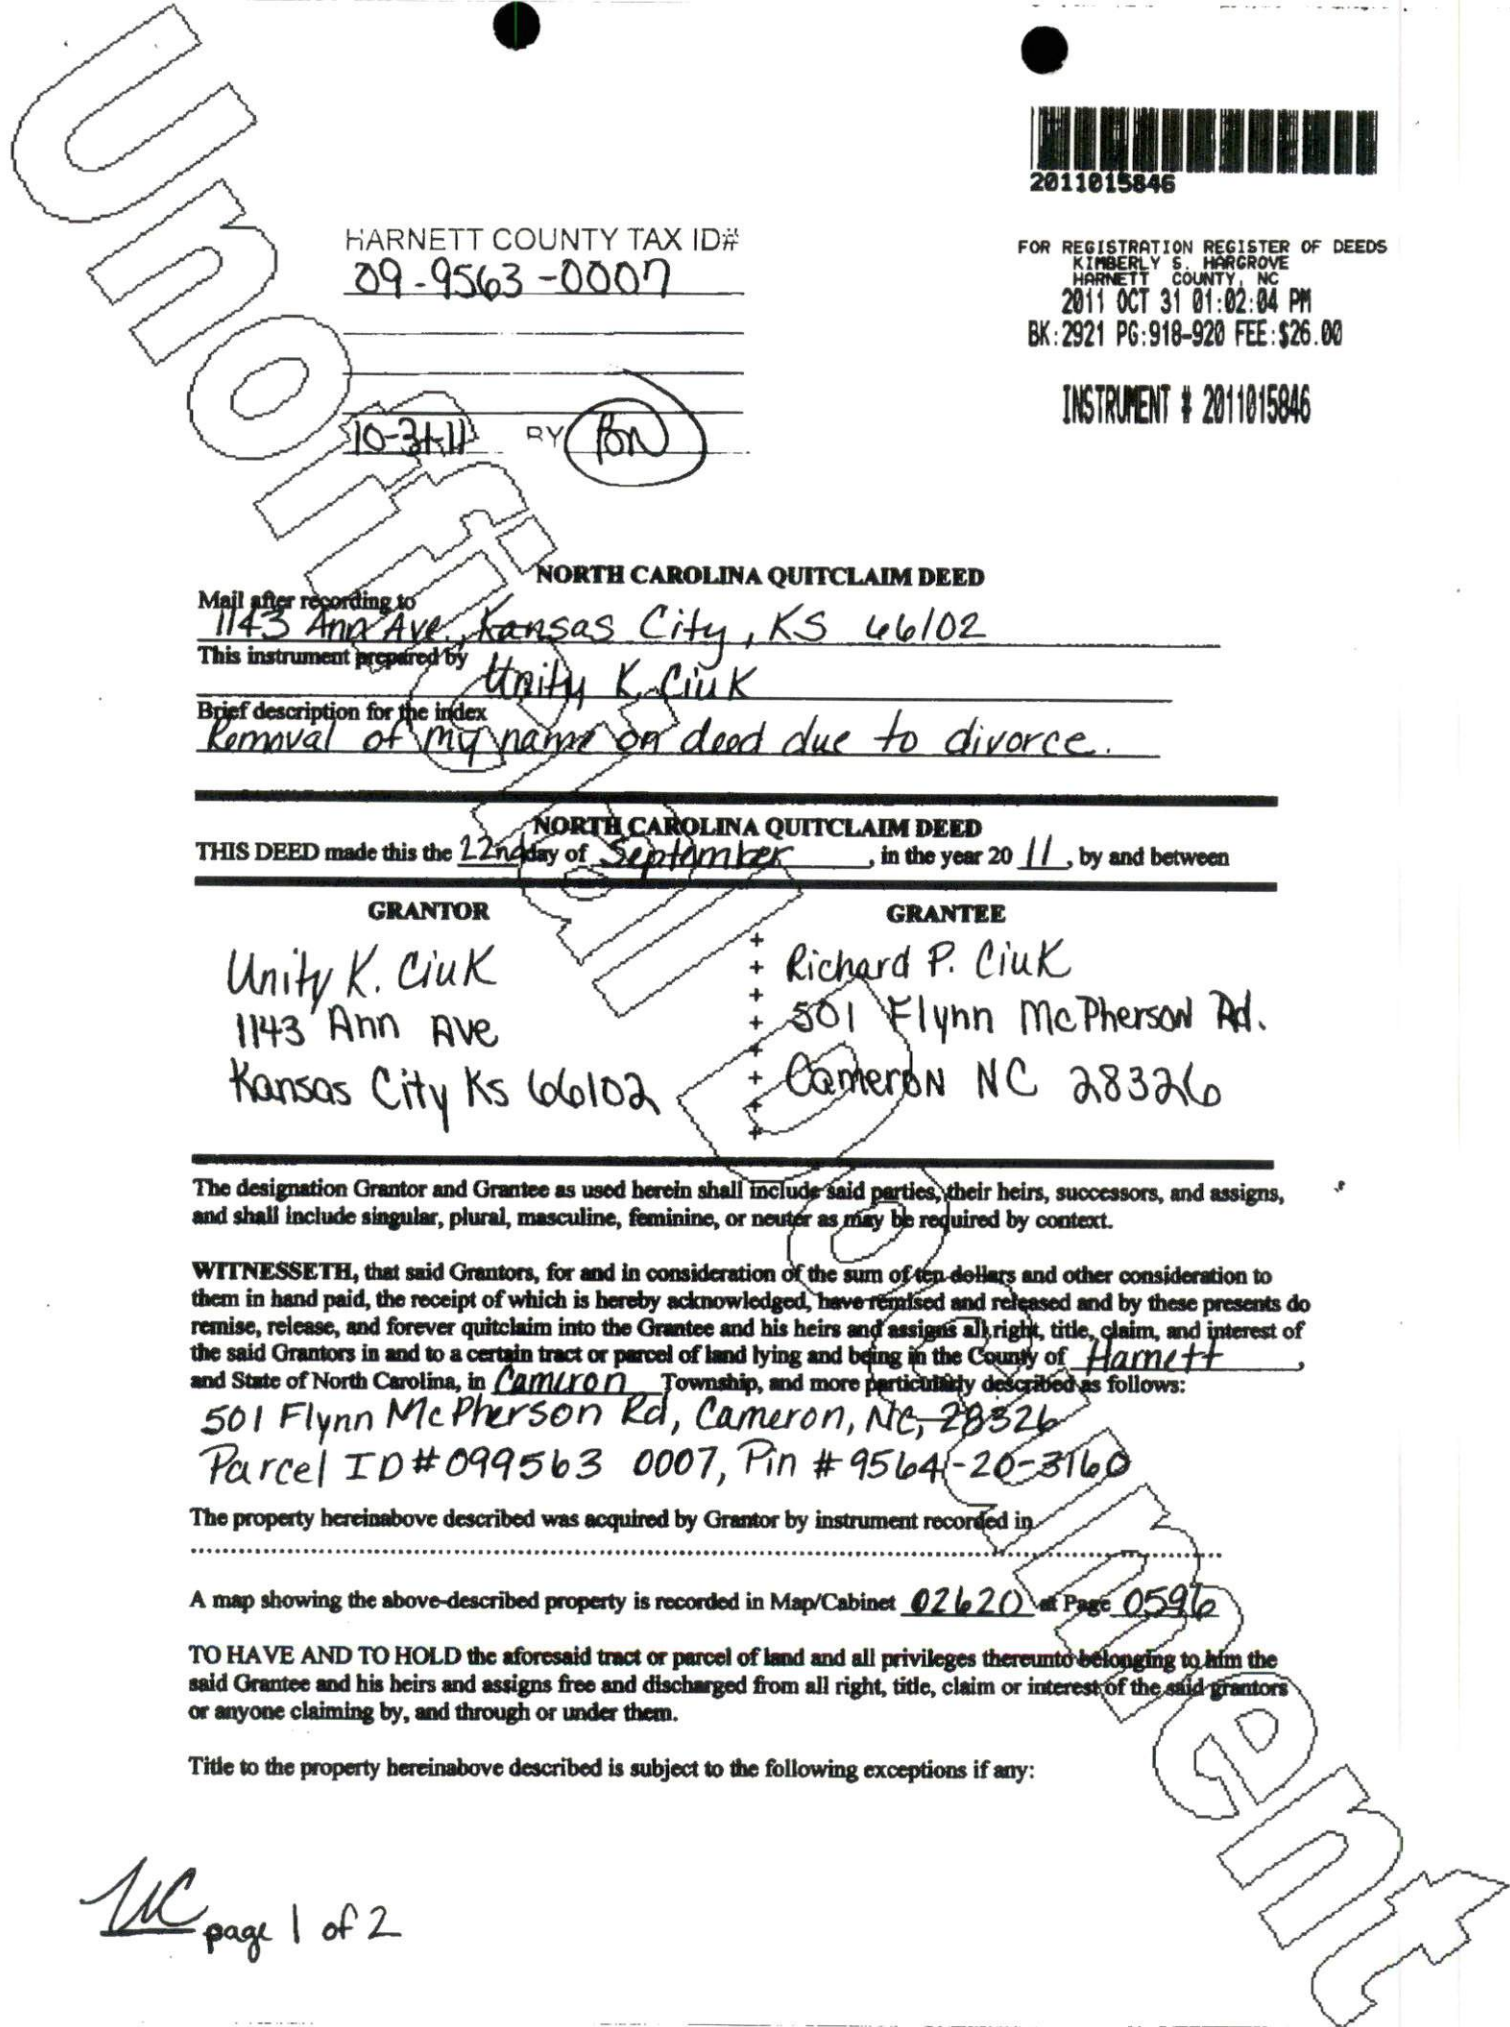 2011015846
HARNETT COUNTY TAX ID#
09-9563-0007
FOR REGISTRATION REGISTER OF DEEDS
KIMBERLY S. HARGROVE
HARNETT COUNTY, NC
2011 OCT 31 01:02:04 PM
BK:2921 PG:918-920 FEE:$26.00
INSTRUMENT # 2011015846
10-31-11 BY
NORTH CAROLINA QUITCLAIM DEED
Mail after recording to
1143 Ann Ave., Kansas City, KS 66102
This instrument prepared by
Unity K. Ciuk
Brief description for the index
Removal of my name on deed due to divorce.
NORTH CAROLINA QUITCLAIM DEED
THIS DEED made this the 22nd day of September, in the year 20 11, by and between
GRANTOR
Unity K. Ciuk
1143 Ann Ave
Kansas City Ks 66102
GRANTEE
Richard P. Ciuk
501 Flynn McPherson Rd.
Cameron NC 28326
The designation Grantor and Grantee as used herein shall include said parties, their heirs, successors, and assigns,
and shall include singular, plural, masculine, feminine, or neuter as may be required by context.
WITNESSETH, that said Grantors, for and in consideration of the sum of ten dollars and other consideration to
them in hand paid, the receipt of which is hereby acknowledged, have remised and released and by these presents do
remise, release, and forever quitclaim into the Grantee and his heirs and assigns all right, title, claim, and interest of
the said Grantors in and to a certain tract or parcel of land lying and being in the County of Harnett,
and State of North Carolina, in Cameron Township, and more particularly described as follows:
501 Flynn McPherson Rd, Cameron, NC, 28326
Parcel ID# 099563 0007, Pin # 9564-20-3160
The property hereinabove described was acquired by Grantor by instrument recorded in
A map showing the above-described property is recorded in Map/Cabinet 02620 at Page 0596
TO HAVE AND TO HOLD the aforesaid tract or parcel of land and all privileges thereunto belonging to him the
said Grantee and his heirs and assigns free and discharged from all right, title, claim or interest of the said grantors
or anyone claiming by, and through or under them.
Title to the property hereinabove described is subject to the following exceptions if any:
UC page 1 of 2
Unofficial Document